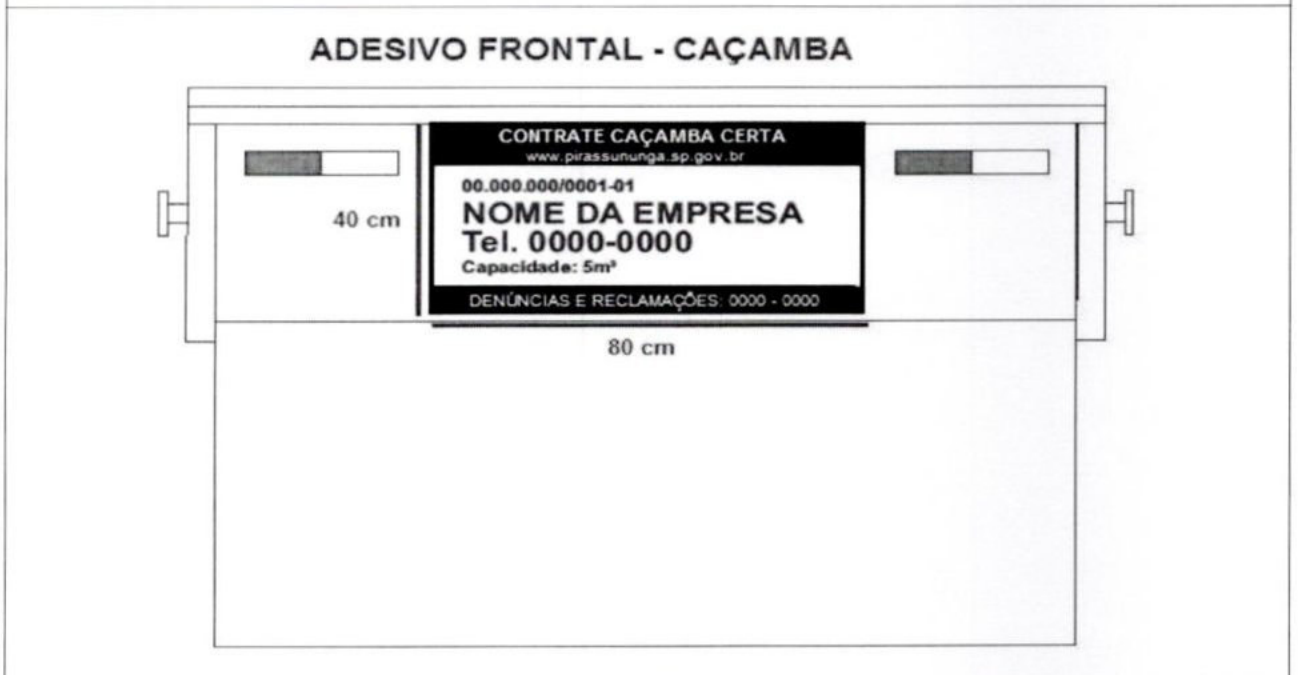 ADESIVO FRONTAL - CAÇAMBA
CONTRATE CAÇAMBA CERTA
www.pirassununga.sp.gov.br
00.000.000/0001-01
40 cm
NOME DA EMPRESA
Tel. 0000-0000
Capacidade: 5m³
DENÚNCIAS E RECLAMAÇÕES: 0000 - 0000
80 cm